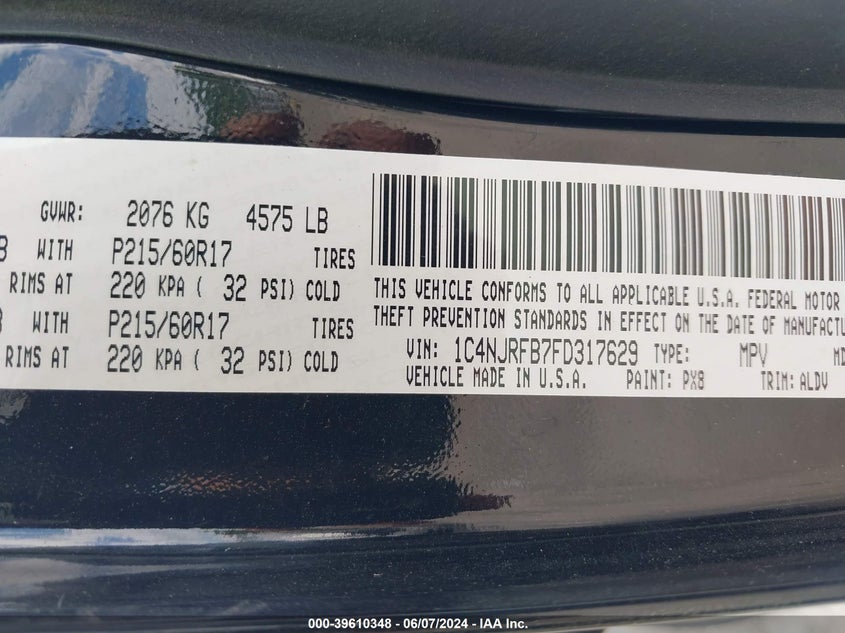 GVWR: 2076 KG 4575 LB
WITH P215/60R17 TIRES
RIMS AT 220 KPA ( 32 PSI) COLD
WITH P215/60R17 TIRES
RIMS AT 220 KPA ( 32 PSI) COLD
THIS VEHICLE CONFORMS TO ALL APPLICABLE U.S.A. FEDERAL MOTOR
THEFT PREVENTION STANDARDS IN EFFECT ON THE DATE OF MANUFACTU
VIN: 1C4NJRFB7FD317629 TYPE: MPV MD
VEHICLE MADE IN U.S.A. PAINT: PX8 TRIM: ALDV
000-39610348 - 06/07/2024 - IAA Inc.